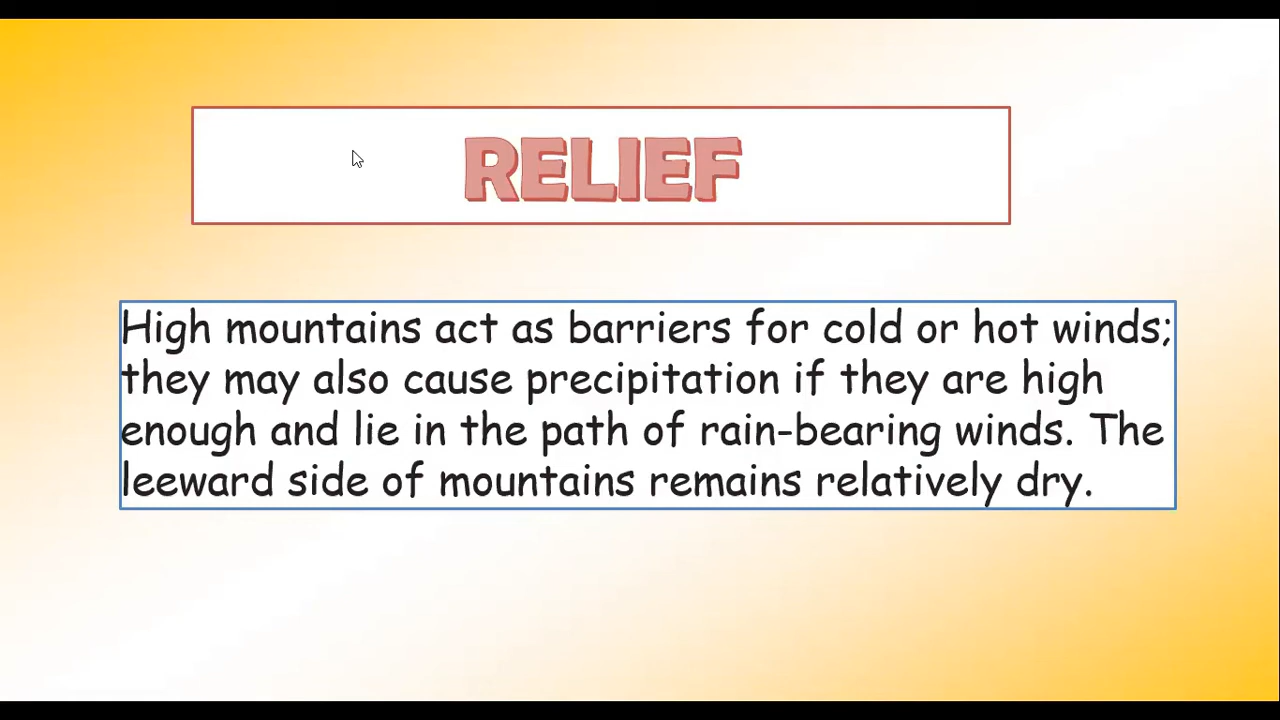 RELIEF
High mountains act as barriers for cold or hot winds;
they may also cause precipitation if they are high
enough and lie in the path of rain-bearing winds. The
leeward side of mountains remains relatively dry.